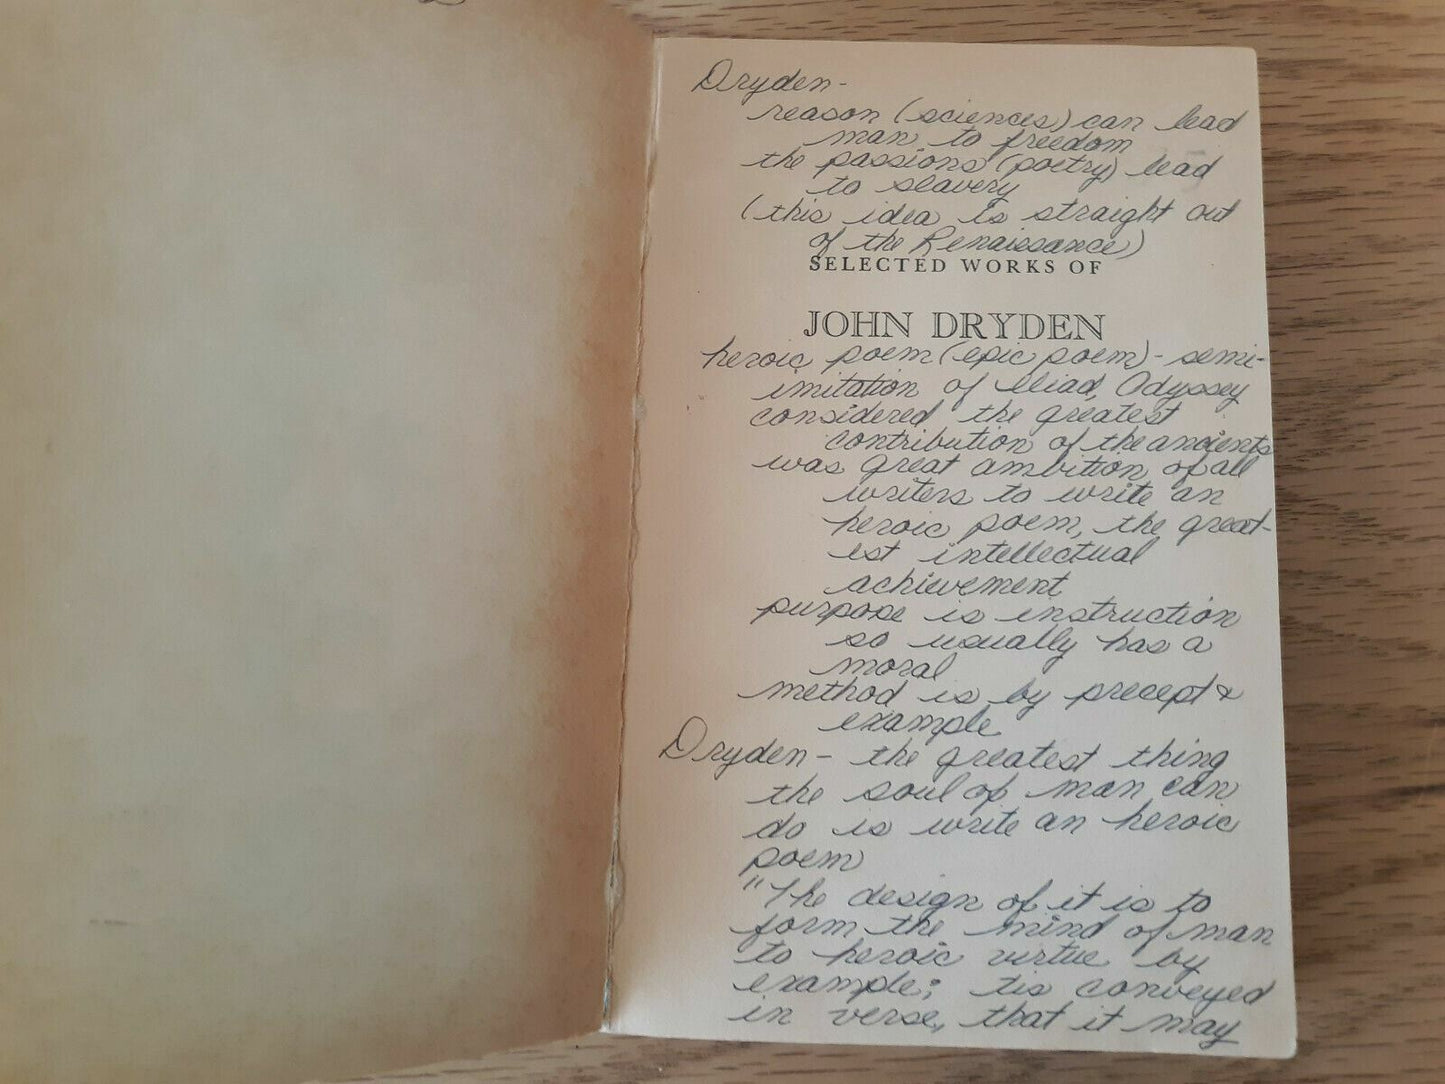 Dryden-
reason (sciences) can lead
man to freedom
the passions (poetry) lead
to slavery
(this idea is straight out
of the Renaissance)
SELECTED WORKS OF
JOHN DRYDEN
heroic poem (epic poem) - semi-
imitation of Iliad, Odyssey
considered the greatest
contribution of the ancients
was great ambition of all
writers to write an
heroic poem, the great-
est intellectual
achievement
purpose is instruction
so usually has a
moral
method is by precept &
example
Dryden - the greatest thing
the soul of man can
do is write an heroic
poem
"The design of it is to
form the mind of man
to heroic virtue by
example; tis conveyed
in verse, that it may